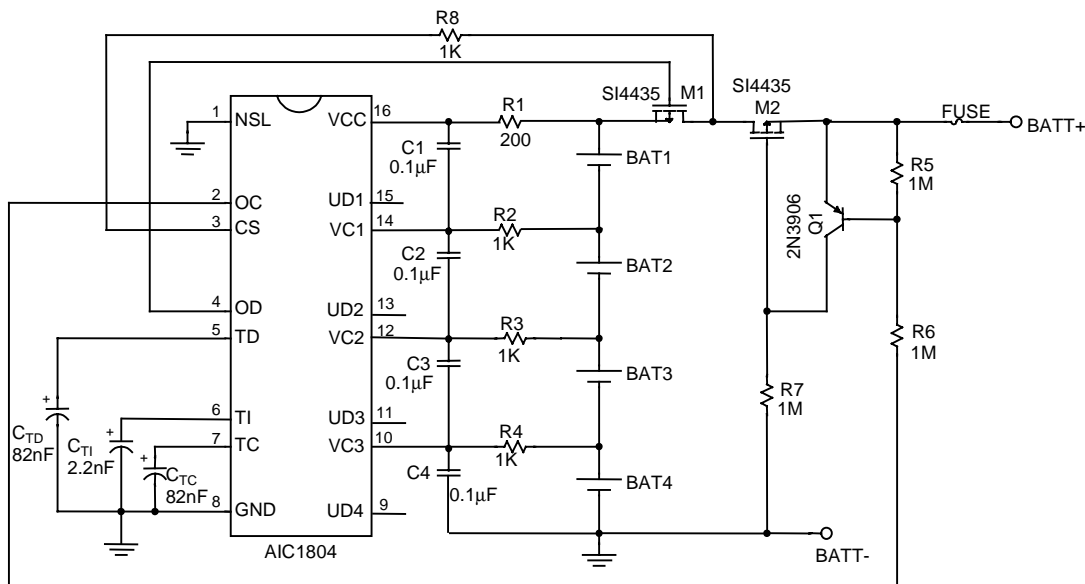 R8
1K
SI4435
M1
SI4435
M2
1
NSL
VCC
16
R1
200
FUSE
BATT+
C1
0.1µF
BAT1
R5
1M
2
OC
UD1
15
3
CS
VC1
14
R2
1K
2N3906
Q1
C2
0.1µF
BAT2
4
OD
UD2
13
5
TD
VC2
12
R3
1K
R6
1M
C3
0.1µF
BAT3
R7
1M
+
CTD
82nF
6
TI
UD3
11
+
CTI
2.2nF
7
TC
VC3
10
R4
1K
+
CTC
82nF
C4
0.1µF
BAT4
8
GND
UD4
9
AIC1804
BATT-